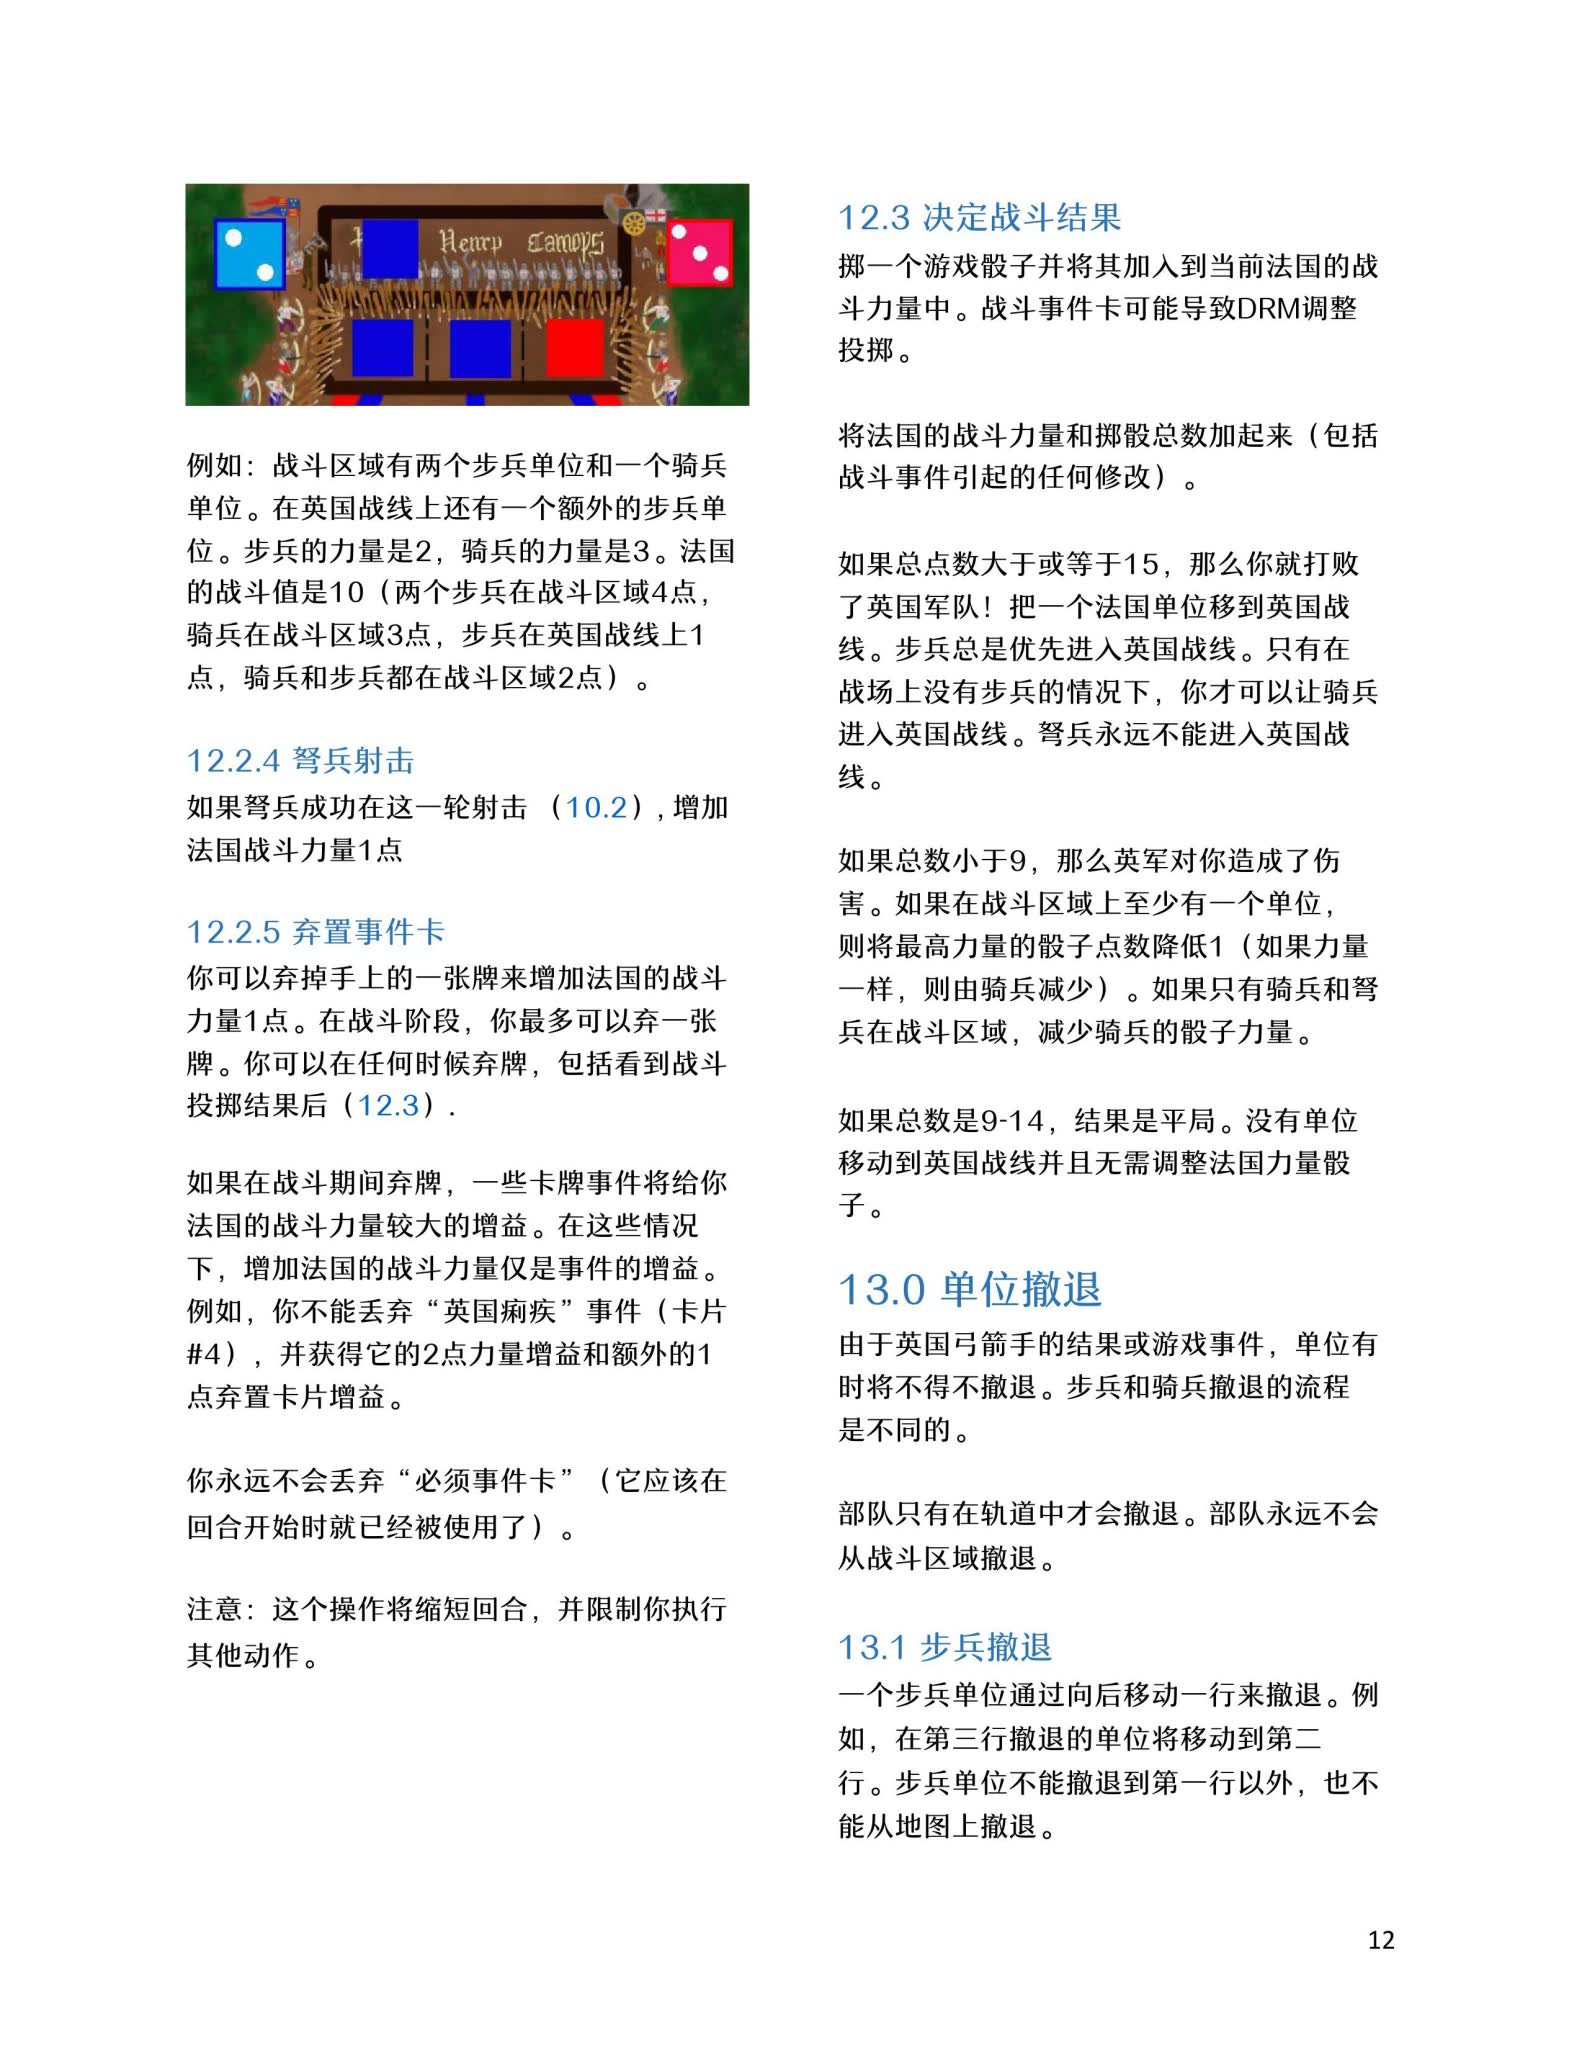 Henry Camoys
例如：战斗区域有两个步兵单位和一个骑兵
单位。在英国战线上还有一个额外的步兵单
位。步兵的力量是2，骑兵的力量是3。法国
的战斗值是10（两个步兵在战斗区域4点，
骑兵在战斗区域3点，步兵在英国战线上1
点，骑兵和步兵都在战斗区域2点）。
12.2.4 弩兵射击
如果弩兵成功在这一轮射击 （10.2）, 增加
法国战斗力量1点
12.2.5 弃置事件卡
你可以弃掉手上的一张牌来增加法国的战斗
力量1点。在战斗阶段，你最多可以弃一张
牌。你可以在任何时候弃牌，包括看到战斗
投掷结果后（12.3）.
如果在战斗期间弃牌，一些卡牌事件将给你
法国的战斗力量较大的增益。在这些情况
下，增加法国的战斗力量仅是事件的增益。
例如，你不能丢弃“英国痢疾”事件（卡片
#4），并获得它的2点力量增益和额外的1
点弃置卡片增益。
你永远不会丢弃“必须事件卡”（它应该在
回合开始时就已经被使用了）。
注意：这个操作将缩短回合，并限制你执行
其他动作。
12.3 决定战斗结果
掷一个游戏骰子并将其加入到当前法国的战
斗力量中。战斗事件卡可能导致DRM调整
投掷。
将法国的战斗力量和掷骰总数加起来（包括
战斗事件引起的任何修改）。
如果总点数大于或等于15，那么你就打败
了英国军队！把一个法国单位移到英国战
线。步兵总是优先进入英国战线。只有在
战场上没有步兵的情况下，你才可以让骑兵
进入英国战线。弩兵永远不能进入英国战
线。
如果总数小于9，那么英军对你造成了伤
害。如果在战斗区域上至少有一个单位，
则将最高力量的骰子点数降低1（如果力量
一样，则由骑兵减少）。如果只有骑兵和弩
兵在战斗区域，减少骑兵的骰子力量。
如果总数是9-14，结果是平局。没有单位
移动到英国战线并且无需调整法国力量骰
子。
13.0 单位撤退
由于英国弓箭手的结果或游戏事件，单位有
时将不得不撤退。步兵和骑兵撤退的流程
是不同的。
部队只有在轨道中才会撤退。部队永远不会
从战斗区域撤退。
13.1 步兵撤退
一个步兵单位通过向后移动一行来撤退。例
如，在第三行撤退的单位将移动到第二
行。步兵单位不能撤退到第一行以外，也不
能从地图上撤退。
12